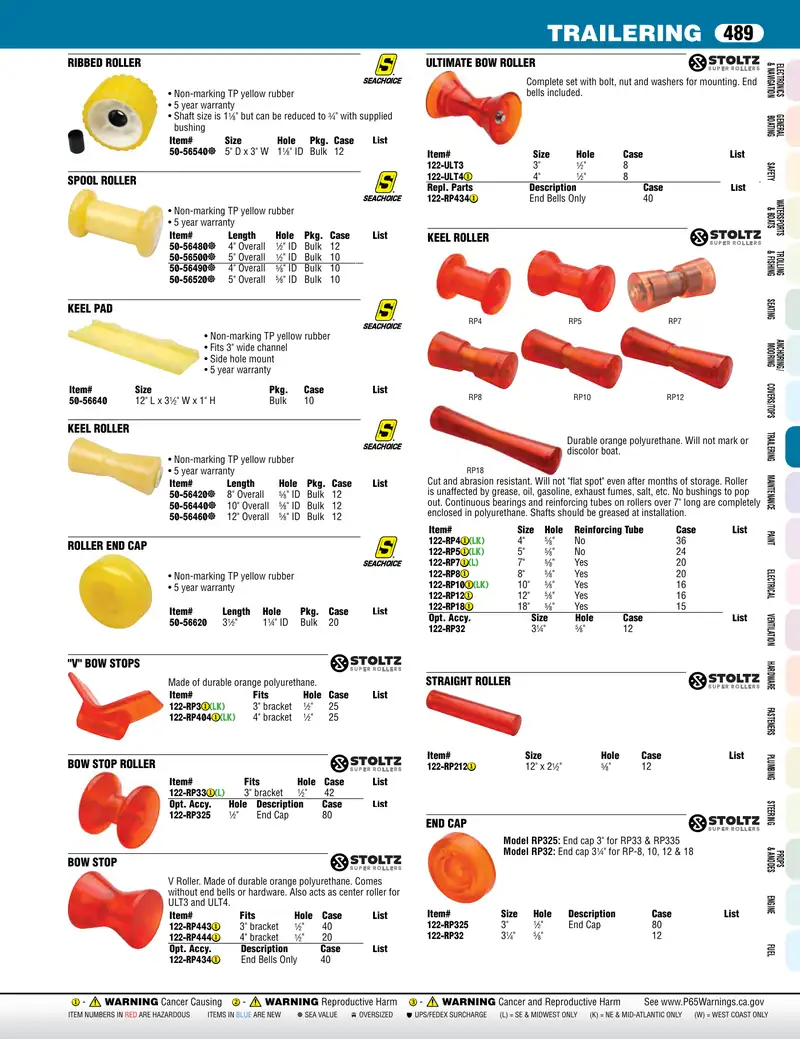 TRAILERING 489
RIBBED ROLLER
SEACHOICE
• Non-marking TP yellow rubber
• 5 year warranty
• Shaft size is 1⅛" but can be reduced to ¾" with supplied
bushing
Item# Size Hole Pkg. Case List
50-56540 5" D x 3" W 1⅛" ID Bulk 12
SPOOL ROLLER
SEACHOICE
• Non-marking TP yellow rubber
• 5 year warranty
Item# Length Hole Pkg. Case List
50-56480 4" Overall ½" ID Bulk 12
50-56500 5" Overall ½" ID Bulk 10
50-56490 4" Overall ⅝" ID Bulk 10
50-56520 5" Overall ⅝" ID Bulk 10
KEEL PAD
SEACHOICE
• Non-marking TP yellow rubber
• Fits 3" wide channel
• Side hole mount
• 5 year warranty
Item# Size Pkg. Case List
50-56640 12" L x 3½" W x 1" H Bulk 10
KEEL ROLLER
SEACHOICE
• Non-marking TP yellow rubber
• 5 year warranty
Item# Length Hole Pkg. Case List
50-56420 8" Overall ⅝" ID Bulk 12
50-56440 10" Overall ⅝" ID Bulk 12
50-56460 12" Overall ⅝" ID Bulk 12
ROLLER END CAP
SEACHOICE
• Non-marking TP yellow rubber
• 5 year warranty
Item# Length Hole Pkg. Case List
50-56620 3½" 1¼" ID Bulk 20
"V" BOW STOPS
STOLTZ
SUPER ROLLERS
Made of durable orange polyurethane.
Item# Fits Hole Case List
122-RP3 (LK) 3" bracket ½" 25
122-RP404 (LK) 4" bracket ½" 25
BOW STOP ROLLER
STOLTZ
SUPER ROLLERS
Item# Fits Hole Case List
122-RP33 (L) 3" bracket ½" 42
Opt. Accy. Hole Description Case List
122-RP325 ½" End Cap 80
BOW STOP
STOLTZ
SUPER ROLLERS
V Roller. Made of durable orange polyurethane. Comes
without end bells or hardware. Also acts as center roller for
ULT3 and ULT4.
Item# Fits Hole Case List
122-RP443 3" bracket ½" 40
122-RP444 4" bracket ½" 20
Opt. Accy. Description Case List
122-RP434 End Bells Only 40
ULTIMATE BOW ROLLER
STOLTZ
SUPER ROLLERS
Complete set with bolt, nut and washers for mounting. End
bells included.
Item# Size Hole Case List
122-ULT3 3" ½" 8
122-ULT4 4" ½" 8
Repl. Parts Description Case List
122-RP434 End Bells Only 40
KEEL ROLLER
STOLTZ
SUPER ROLLERS
RP4 RP5 RP7
RP8 RP10 RP12
RP18
Durable orange polyurethane. Will not mark or
discolor boat.
Cut and abrasion resistant. Will not "flat spot" even after months of storage. Roller
is unaffected by grease, oil, gasoline, exhaust fumes, salt, etc. No bushings to pop
out. Continuous bearings and reinforcing tubes on rollers over 7" long are completely
enclosed in polyurethane. Shafts should be greased at installation.
Item# Size Hole Reinforcing Tube Case List
122-RP4 (LK) 4" ⅝" No 36
122-RP5 (LK) 5" ⅝" No 24
122-RP7 (L) 7" ⅝" Yes 20
122-RP8 8" ⅝" Yes 20
122-RP10 (LK) 10" ⅝" Yes 16
122-RP12 12" ⅝" Yes 16
122-RP18 18" ⅝" Yes 15
Opt. Accy. Size Hole Case List
122-RP32 3¼" ⅝" 12
STRAIGHT ROLLER
STOLTZ
SUPER ROLLERS
Item# Size Hole Case List
122-RP212 12" x 2½" ⅝" 12
END CAP
STOLTZ
SUPER ROLLERS
Model RP325: End cap 3" for RP33 & RP335
Model RP32: End cap 3¼" for RP-8, 10, 12 & 18
Item# Size Hole Description Case List
122-RP325 3" ½" End Cap 80
122-RP32 3¼" ⅝" 12
ELECTRONICS
& NAVIGATION
GENERAL
BOATING
SAFETY
WATERSPORTS
& BOATS
TROLLING
& FISHING
SEATING
ANCHORING/
MOORING
COVERS/TOPS
TRAILERING
MAINTENANCE
PAINT
ELECTRICAL
VENTILATION
HARDWARE
FASTENERS
PLUMBING
STEERING
PROPS
& ANODES
ENGINE
FUEL
1 - WARNING Cancer Causing 2 - WARNING Reproductive Harm 3 - WARNING Cancer and Reproductive Harm See www.P65Warnings.ca.gov
ITEM NUMBERS IN RED ARE HAZARDOUS ITEMS IN BLUE ARE NEW SEA VALUE OVERSIZED UPS/FEDEX SURCHARGE (L) = SE & MIDWEST ONLY (K) = NE & MID-ATLANTIC ONLY (W) = WEST COAST ONLY